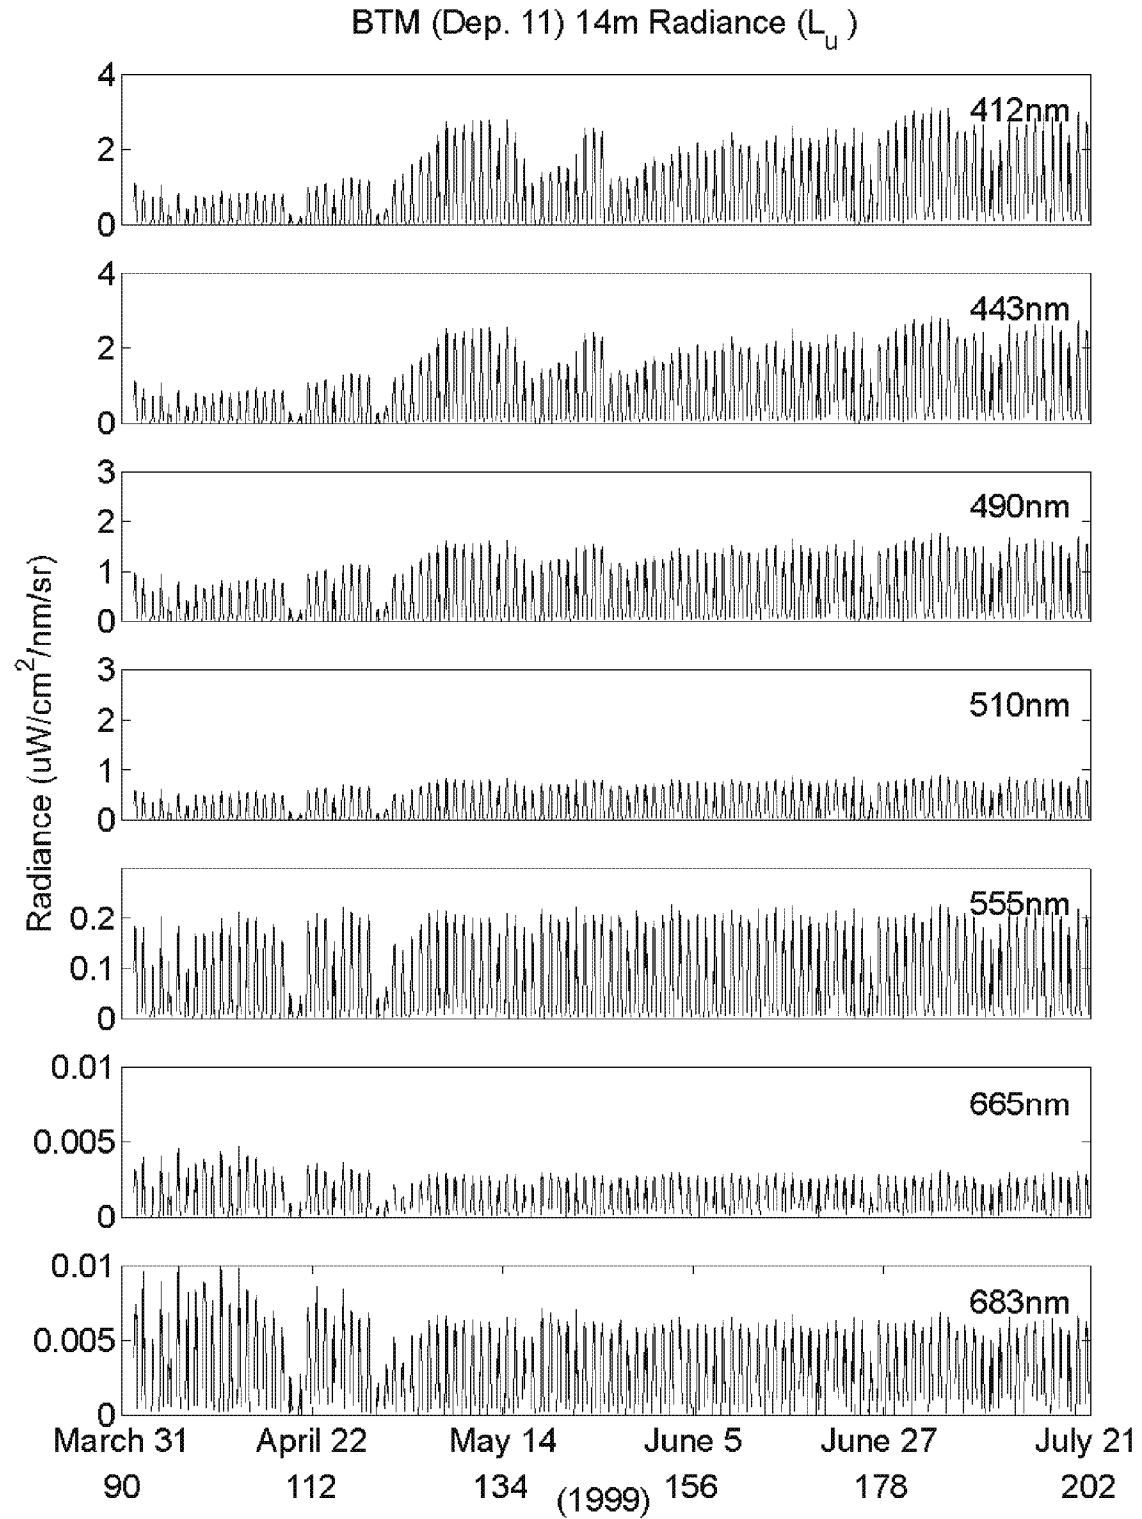 BTM (Dep. 11) 14m Radiance (Lu)
4
412nm
2
0
4
443nm
2
0
3
490nm
2
1
0
3
510nm
2
1
0
555nm
0.2
0.1
0
0.01
665nm
0.005
0
0.01
683nm
0.005
0
Radiance (uW/cm2/nm/sr)
March 31 April 22 May 14 June 5 June 27 July 21
90 112 134 156 178 202
(1999)